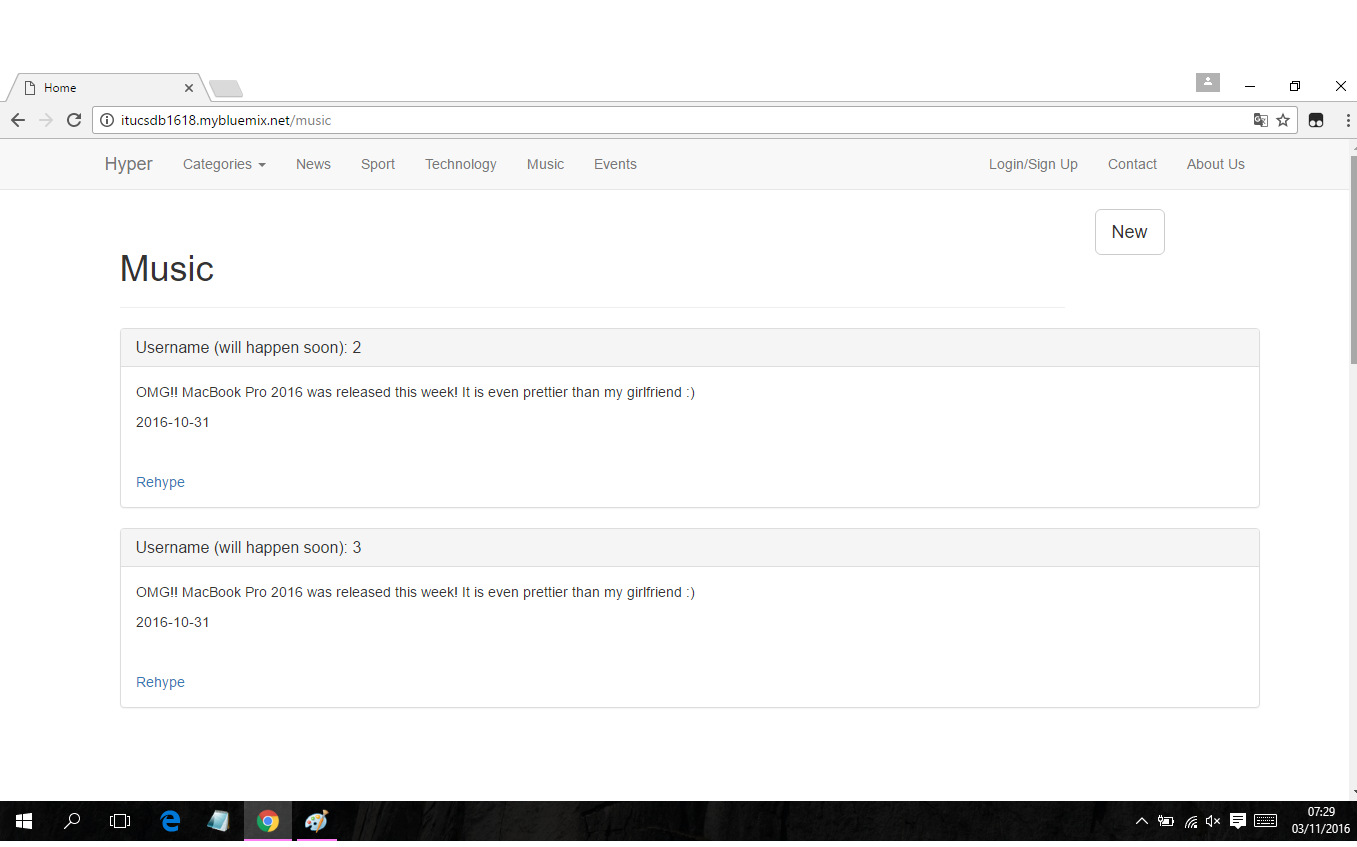 Home
itucsdb1618.mybluemix.net/music
Hyper Categories News Sport Technology Music Events Login/Sign Up Contact About Us
New
Music
Username (will happen soon): 2
OMG!! MacBook Pro 2016 was released this week! It is even prettier than my girlfriend :)
2016-10-31
Rehype
Username (will happen soon): 3
OMG!! MacBook Pro 2016 was released this week! It is even prettier than my girlfriend :)
2016-10-31
Rehype
07:29
03/11/2016